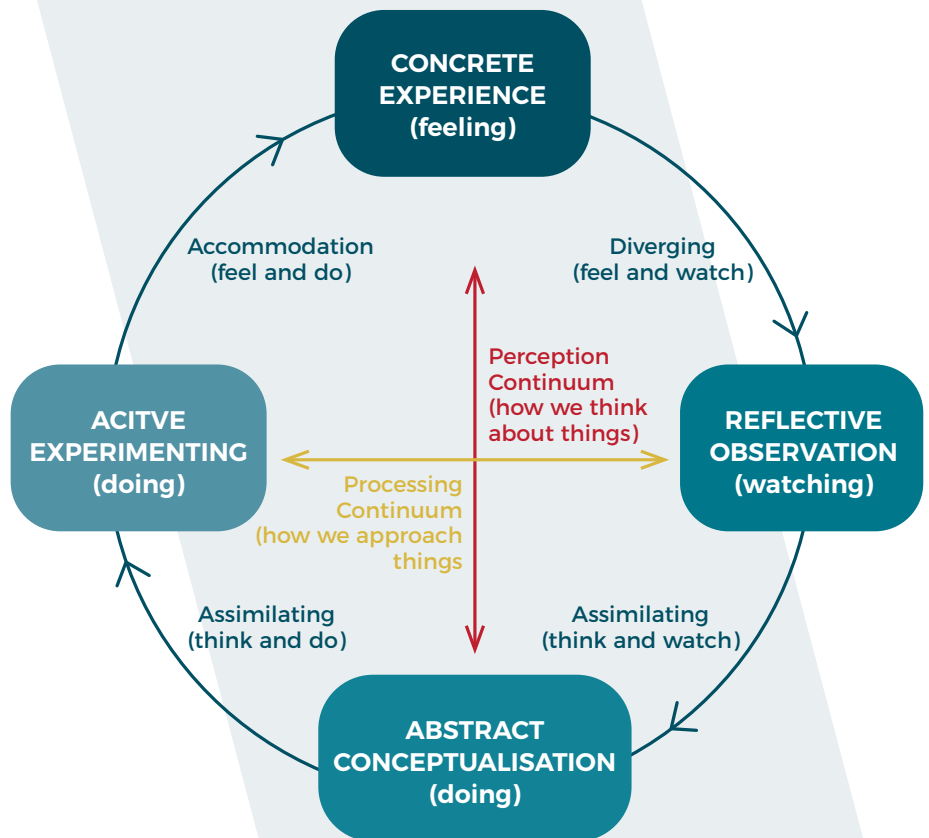 CONCRETE
EXPERIENCE
(feeling)
Accommodation
(feel and do)
Diverging
(feel and watch)
Perception
Continuum
(how we think
about things)
ACITVE
EXPERIMENTING
(doing)
REFLECTIVE
OBSERVATION
(watching)
Processing
Continuum
(how we approach
things
Assimilating
(think and do)
Assimilating
(think and watch)
ABSTRACT
CONCEPTUALISATION
(doing)